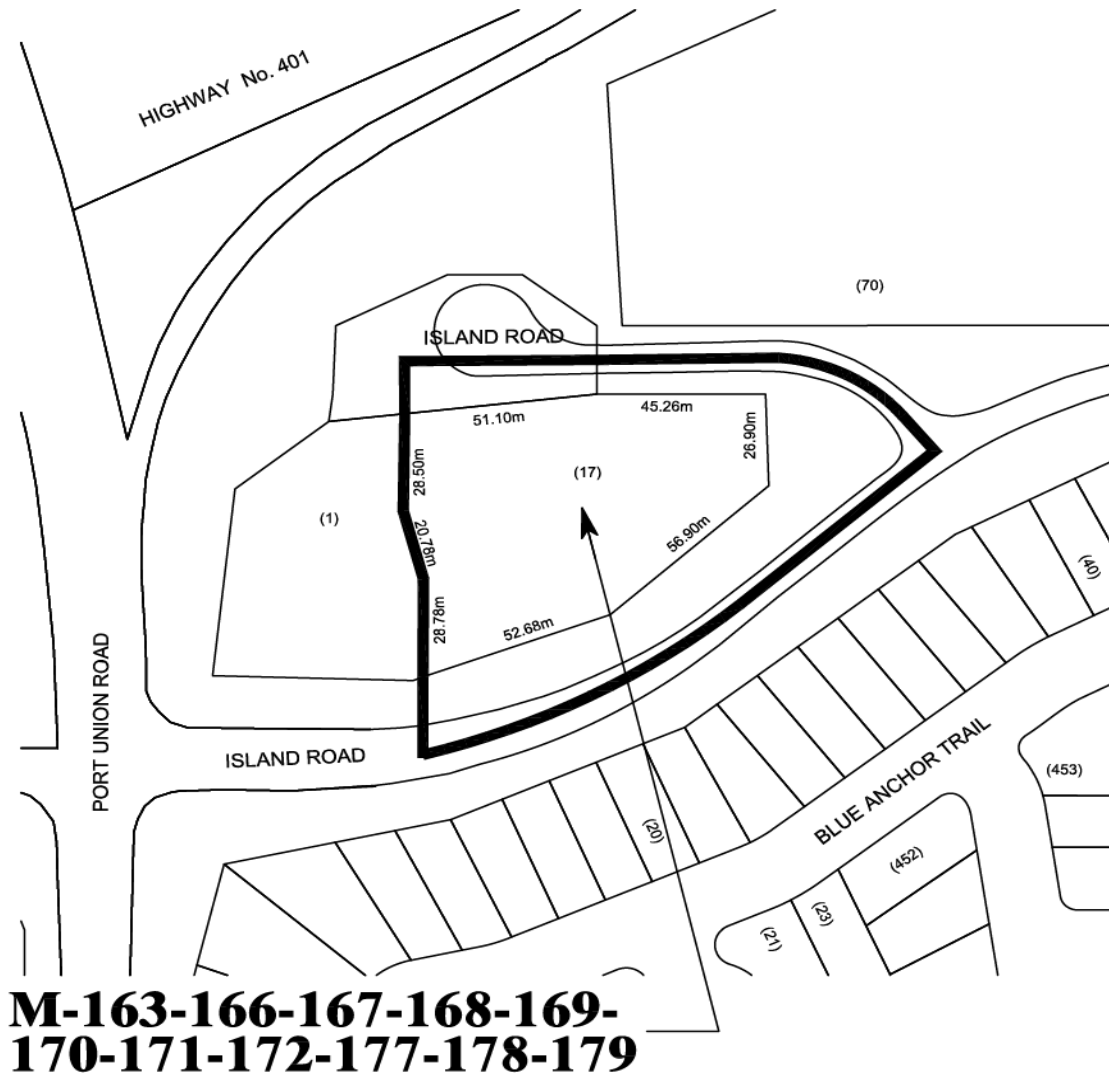 HIGHWAY No. 401
(70)
ISLAND ROAD
51.10m
45.26m
26.90m
28.50m
(17)
(1)
20.78m
56.90m
(40)
28.78m
52.68m
PORT UNION ROAD
ISLAND ROAD
BLUE ANCHOR TRAIL
(453)
(20)
(452)
(23)
(21)
M-163-166-167-168-169-
170-171-172-177-178-179